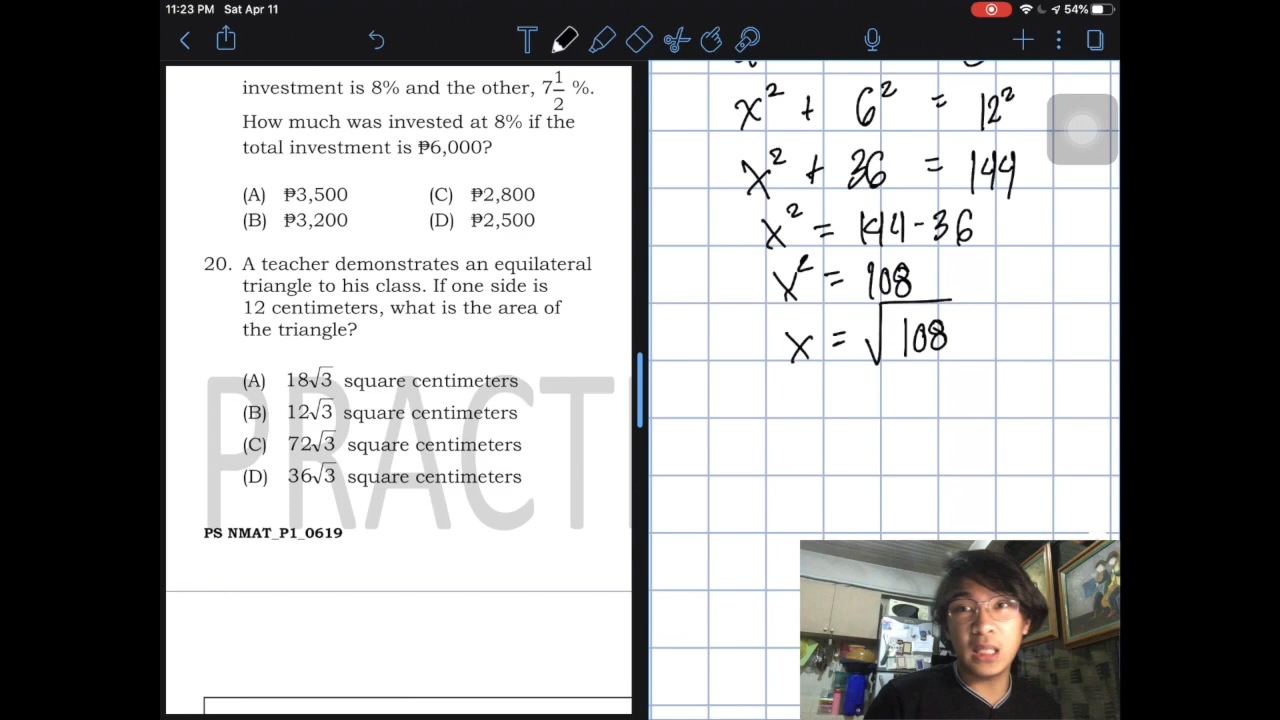 11:23 PM Sat Apr 11
54%
investment is 8% and the other, 7 1/2 %.
How much was invested at 8% if the
total investment is ₱6,000?
(A) ₱3,500 (C) ₱2,800
(B) ₱3,200 (D) ₱2,500
20. A teacher demonstrates an equilateral
triangle to his class. If one side is
12 centimeters, what is the area of
the triangle?
(A) 18√3 square centimeters
(B) 12√3 square centimeters
(C) 72√3 square centimeters
(D) 36√3 square centimeters
PRACTI
PS NMAT_P1_0619
x² + 6² = 12²
x² + 36 = 144
x² = 144 - 36
x² = 108
x = √108